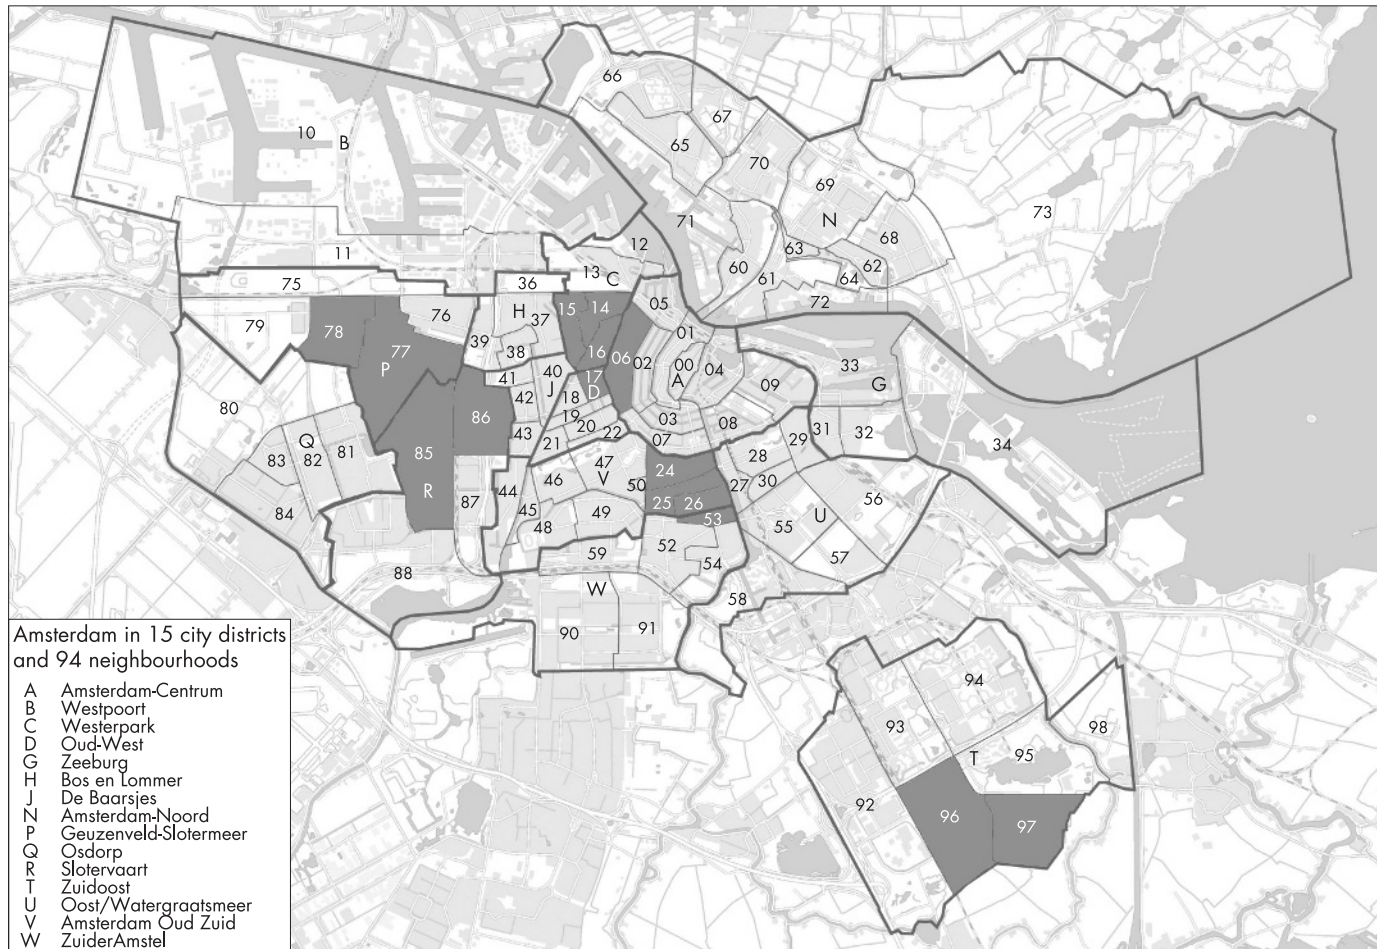 66
67
10
B
65
70
69
73
N
71
68
12
63
62
11
60
64
13
C
61
75
36
72
05
15
14
76
H
37
79
78
39
01
77
38
16
06
02
00
04
33
P
41
40
17
A
09
G
J
D
80
42
18
86
19
03
08
31
32
34
Q
81
43
20
22
07
29
83
82
21
28
85
47
24
V
50
27
30
R
87
44
46
25
26
56
84
45
49
53
55
U
48
52
57
59
54
88
58
W
90
91
94
93
98
T
95
92
96
97
Amsterdam in 15 city districts
and 94 neighbourhoods
A Amsterdam-Centrum
B Westpoort
C Westerpark
D Oud-West
G Zeeburg
H Bos en Lommer
J De Baarsjes
N Amsterdam-Noord
P Geuzenveld-Slotermeer
Q Osdorp
R Slotervaart
T Zuidoost
U Oost/Watergraatsmeer
V Amsterdam Oud Zuid
W ZuiderAmstel